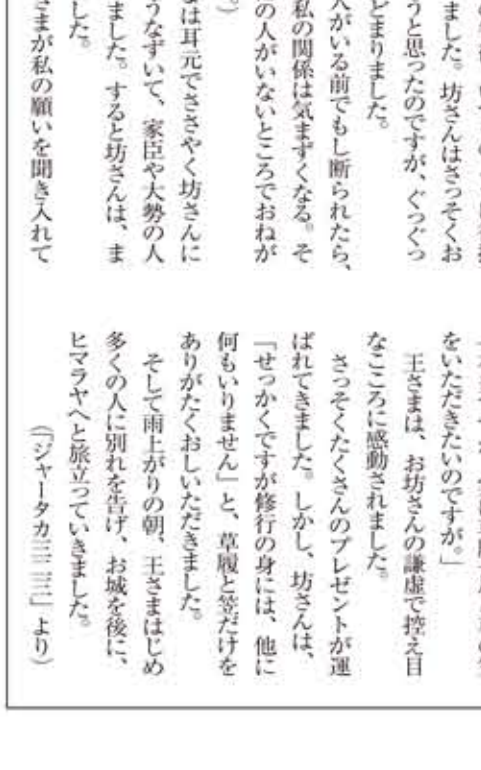 ました。坊さんはさっそくお
うと思ったのですが、ぐっぐっ
どまりました。
人がいる前でもし断られたら、
私の関係は気まずくなる。そ
の人がいないところでおねが
。）
は耳元でささやく坊さんに
うなずいて、家臣や大勢の人
ました。すると坊さんは、ま
した。
さまが私の願いを聞き入れて
をいただきたいのですが。」
王さまは、お坊さんの謙虚で控え目
なこころに感動されました。
さっそくたくさんのプレゼントが運
ばれてきました。しかし、坊さんは、
「せっかくですが修行の身には、他に
何もいりません」と、草履と笠だけを
ありがたくおしいただきました。
そして雨上がりの朝、王さまはじめ
多くの人に別れを告げ、お城を後に、
ヒマラヤへと旅立っていきました。
（「ジャータカ三二三」より）